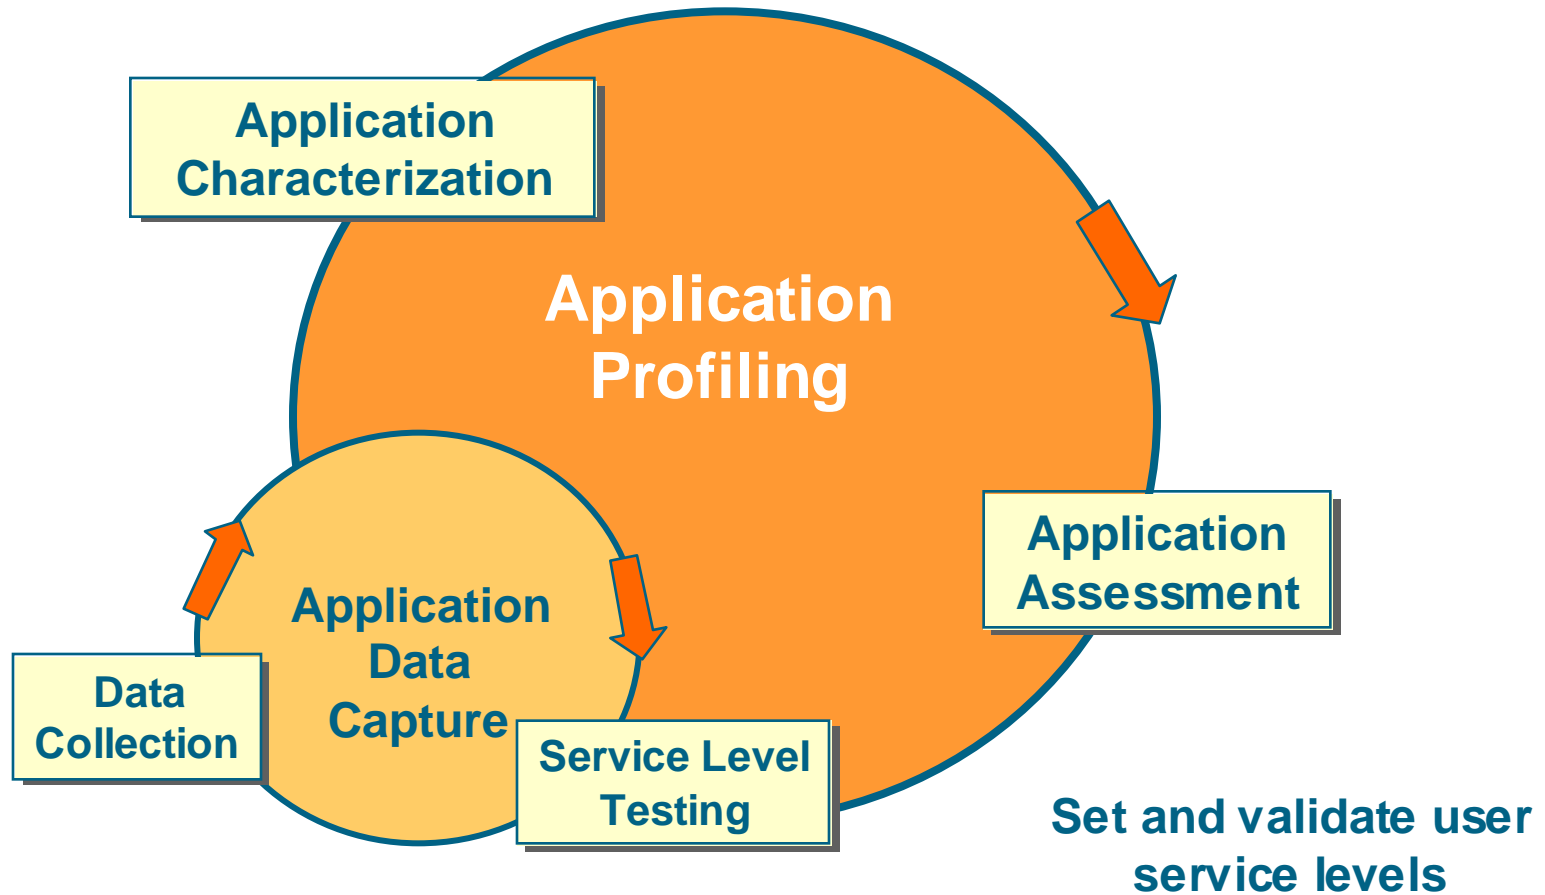 Application
Characterization
Application
Profiling
Application
Assessment
Application
Data
Capture
Data
Collection
Service Level
Testing
Set and validate user
service levels